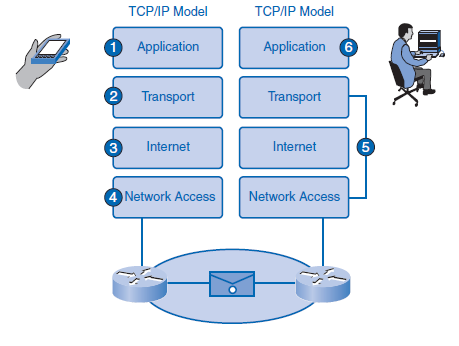 TCP/IP Model TCP/IP Model
1 Application Application 6
2 Transport Transport
3 Internet Internet 5
4 Network Access Network Access